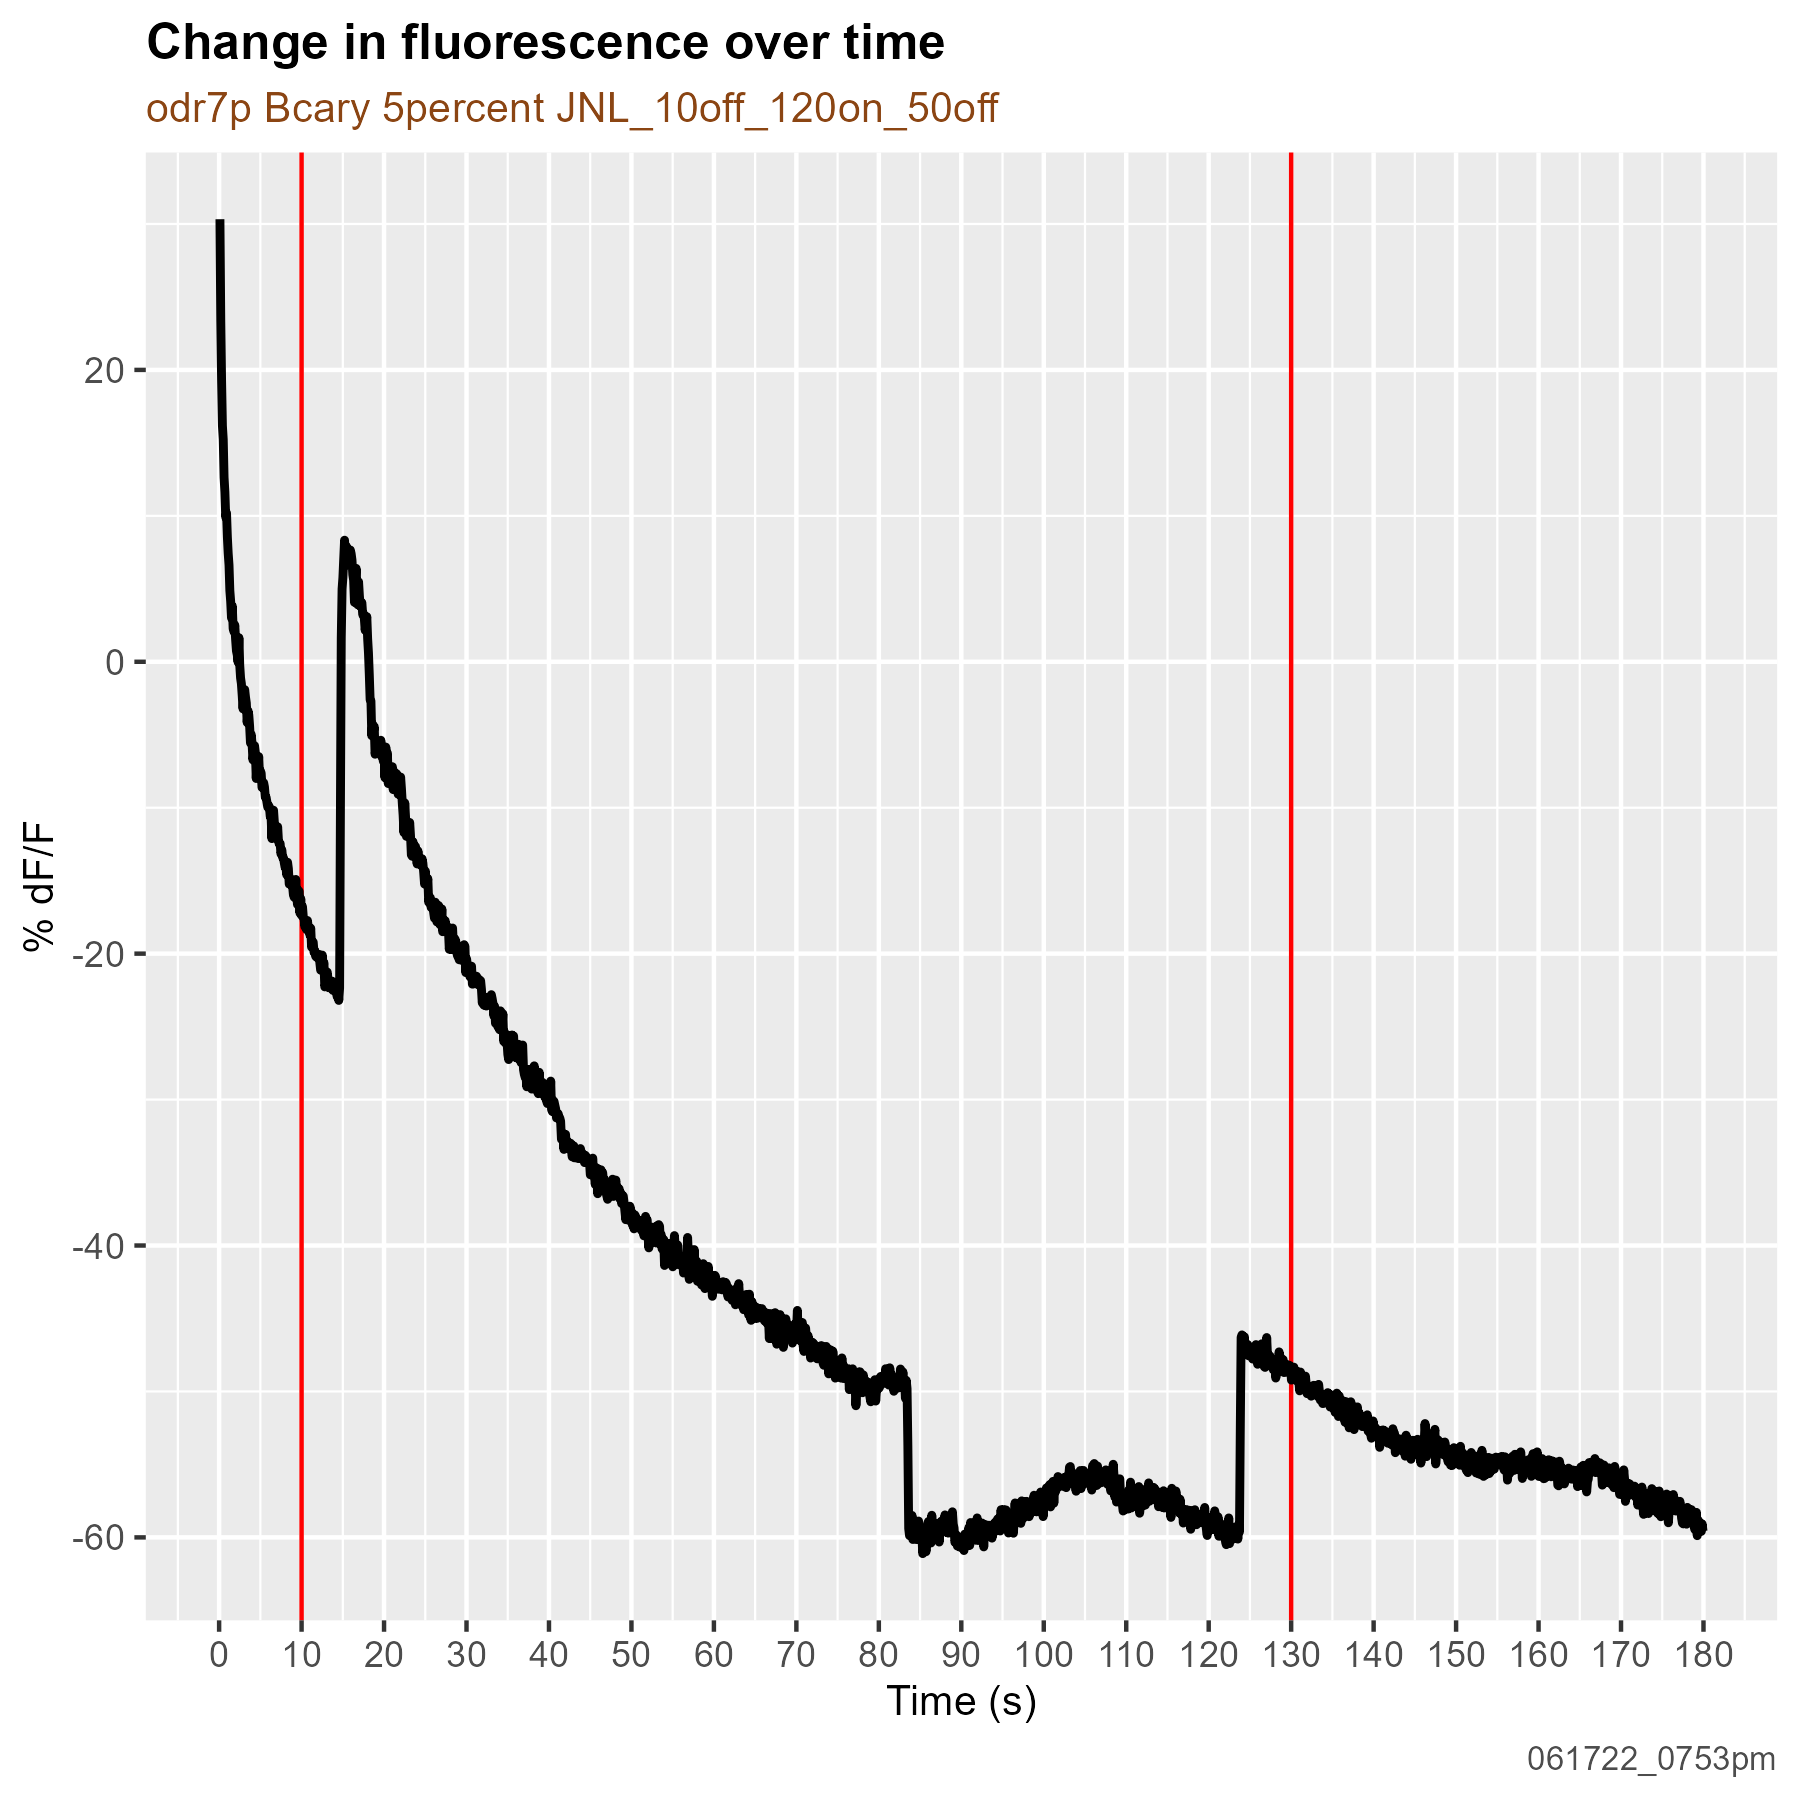 Change in fluorescence over time
odr7p Bcary 5percent JNL_10off_120on_50off
20
0
-20
-40
-60
% dF/F
0 10 20 30 40 50 60 70 80 90 100 110 120 130 140 150 160 170 180
Time (s)
061722_0753pm